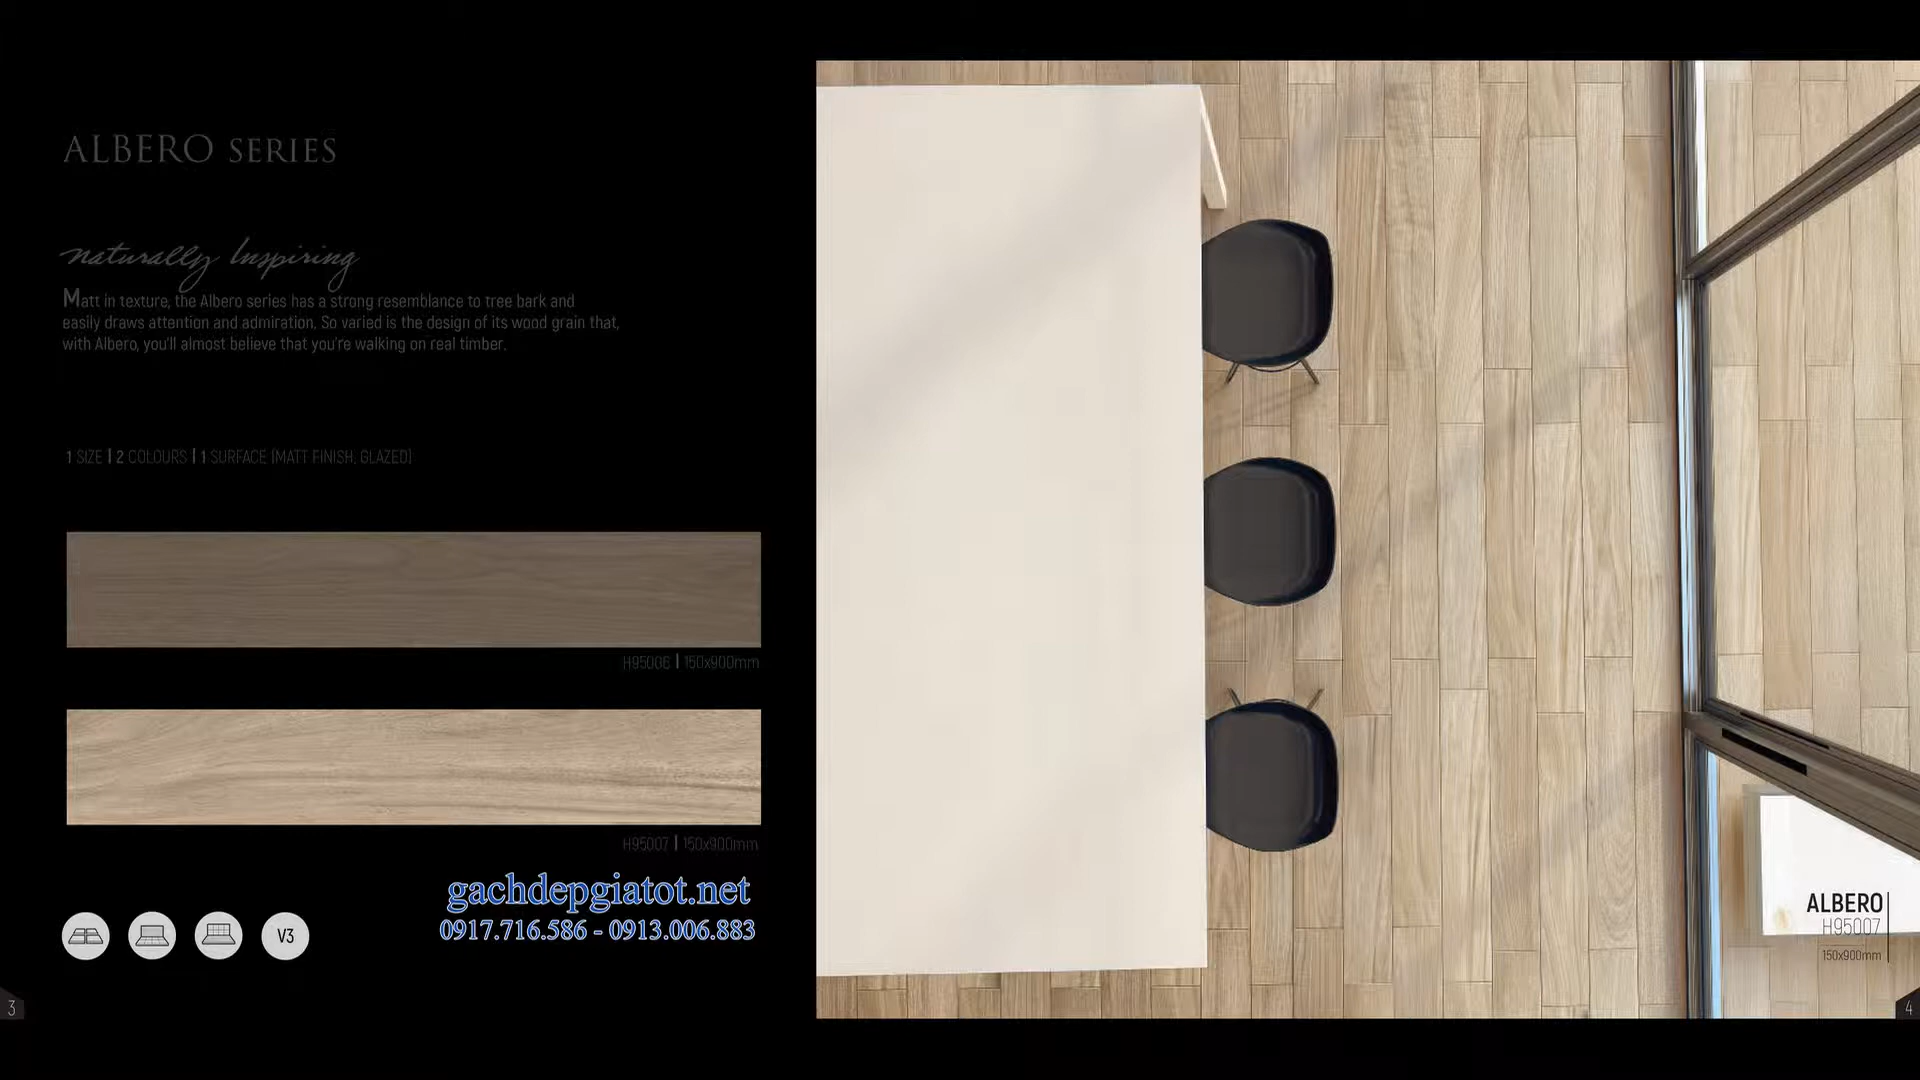 ALBERO SERIES
naturally Inspiring
Matt in texture, the Albero series has a strong resemblance to tree bark and
easily draws attention and admiration. So varied is the design of its wood grain that,
with Albero, you'll almost believe that you're walking on real timber.
1 SIZE | 2 COLOURS | 1 SURFACE (MATT FINISH, GLAZED)
H95006 | 150x900mm
H95007 | 150x900mm
gachdepgiatot.net
0917.716.586 - 0913.006.883
V3
3
ALBERO
H95007
150x900mm
4